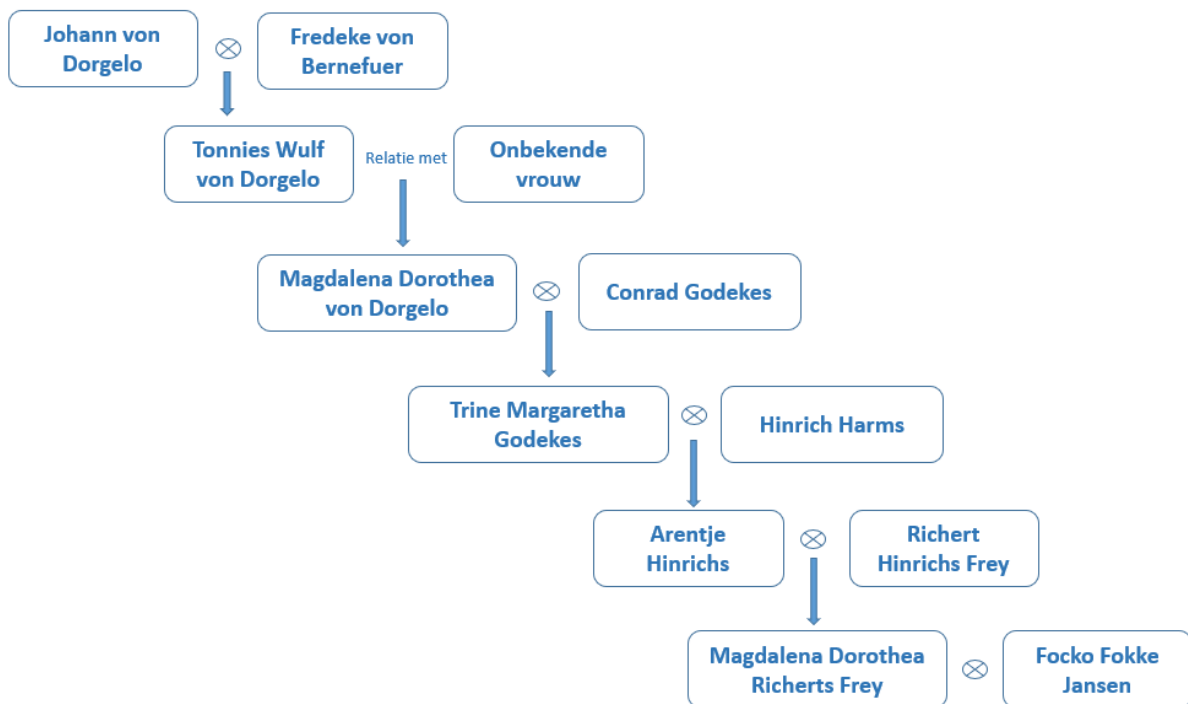 Johann von
Dorgelo
Fredeke von
Bernefuer
Tonnies Wulf
von Dorgelo
Relatie met
Onbekende
vrouw
Magdalena Dorothea
von Dorgelo
Conrad Godekes
Trine Margaretha
Godekes
Hinrich Harms
Arentje
Hinrichs
Richert
Hinrichs Frey
Magdalena Dorothea
Richerts Frey
Focko Fokke
Jansen